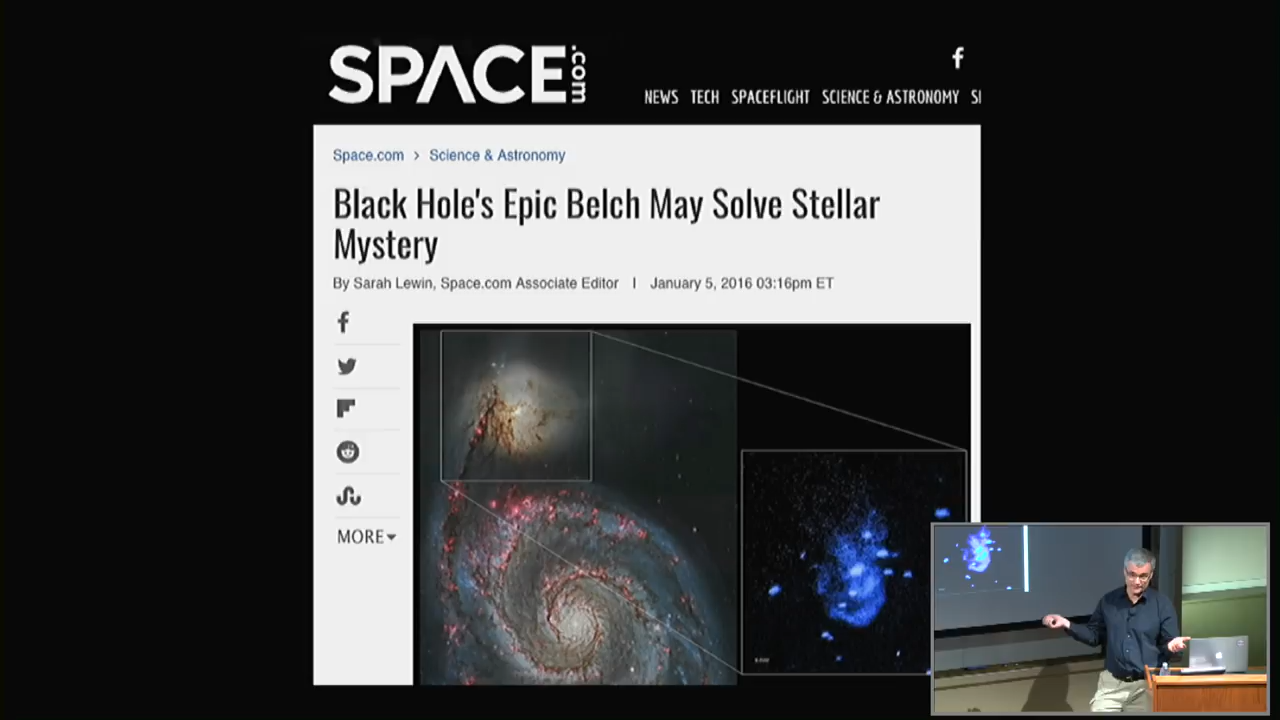 SPACE.com
NEWS TECH SPACEFLIGHT SCIENCE & ASTRONOMY
Space.com > Science & Astronomy
Black Hole's Epic Belch May Solve Stellar
Mystery
By Sarah Lewin, Space.com Associate Editor | January 5, 2016 03:16pm ET
MORE